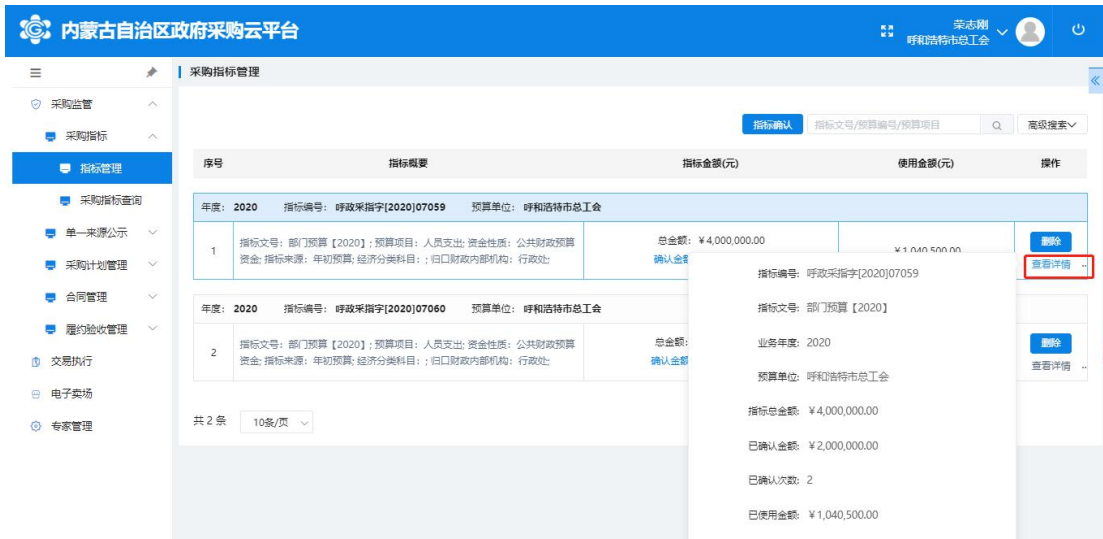 内蒙古自治区政府采购云平台
荣志刚
呼和浩特市总工会
采购指标管理
采购监管
采购指标
指标管理
采购指标查询
单一来源公示
采购计划管理
合同管理
履约验收管理
交易执行
电子卖场
专家管理
指标确认 指标文号/预算编号/预算项目 高级搜索
序号 指标概要 指标金额(元) 使用金额(元) 操作
年度: 2020 指标编号: 呼政采指字[2020]07059 预算单位: 呼和浩特市总工会
1 指标文号: 部门预算【2020】; 预算项目: 人员支出; 资金性质: 公共财政预算
资金; 指标来源: 年初预算; 经济分类科目: ; 归口财政内部机构: 行政处;
总金额: ¥4,000,000.00
确认金额
¥1,040,500.00
删除
查看详情 ..
年度: 2020 指标编号: 呼政采指字[2020]07060 预算单位: 呼和浩特市总工会
2 指标文号: 部门预算【2020】; 预算项目: 人员支出; 资金性质: 公共财政预算
资金; 指标来源: 年初预算; 经济分类科目: ; 归口财政内部机构: 行政处;
总金额:
确认金额
删除
查看详情 ..
共 2 条 10条/页
指标编号: 呼政采指字[2020]07059
指标文号: 部门预算【2020】
业务年度: 2020
预算单位: 呼和浩特市总工会
指标总金额: ¥4,000,000.00
已确认金额: ¥2,000,000.00
已确认次数: 2
已使用金额: ¥1,040,500.00